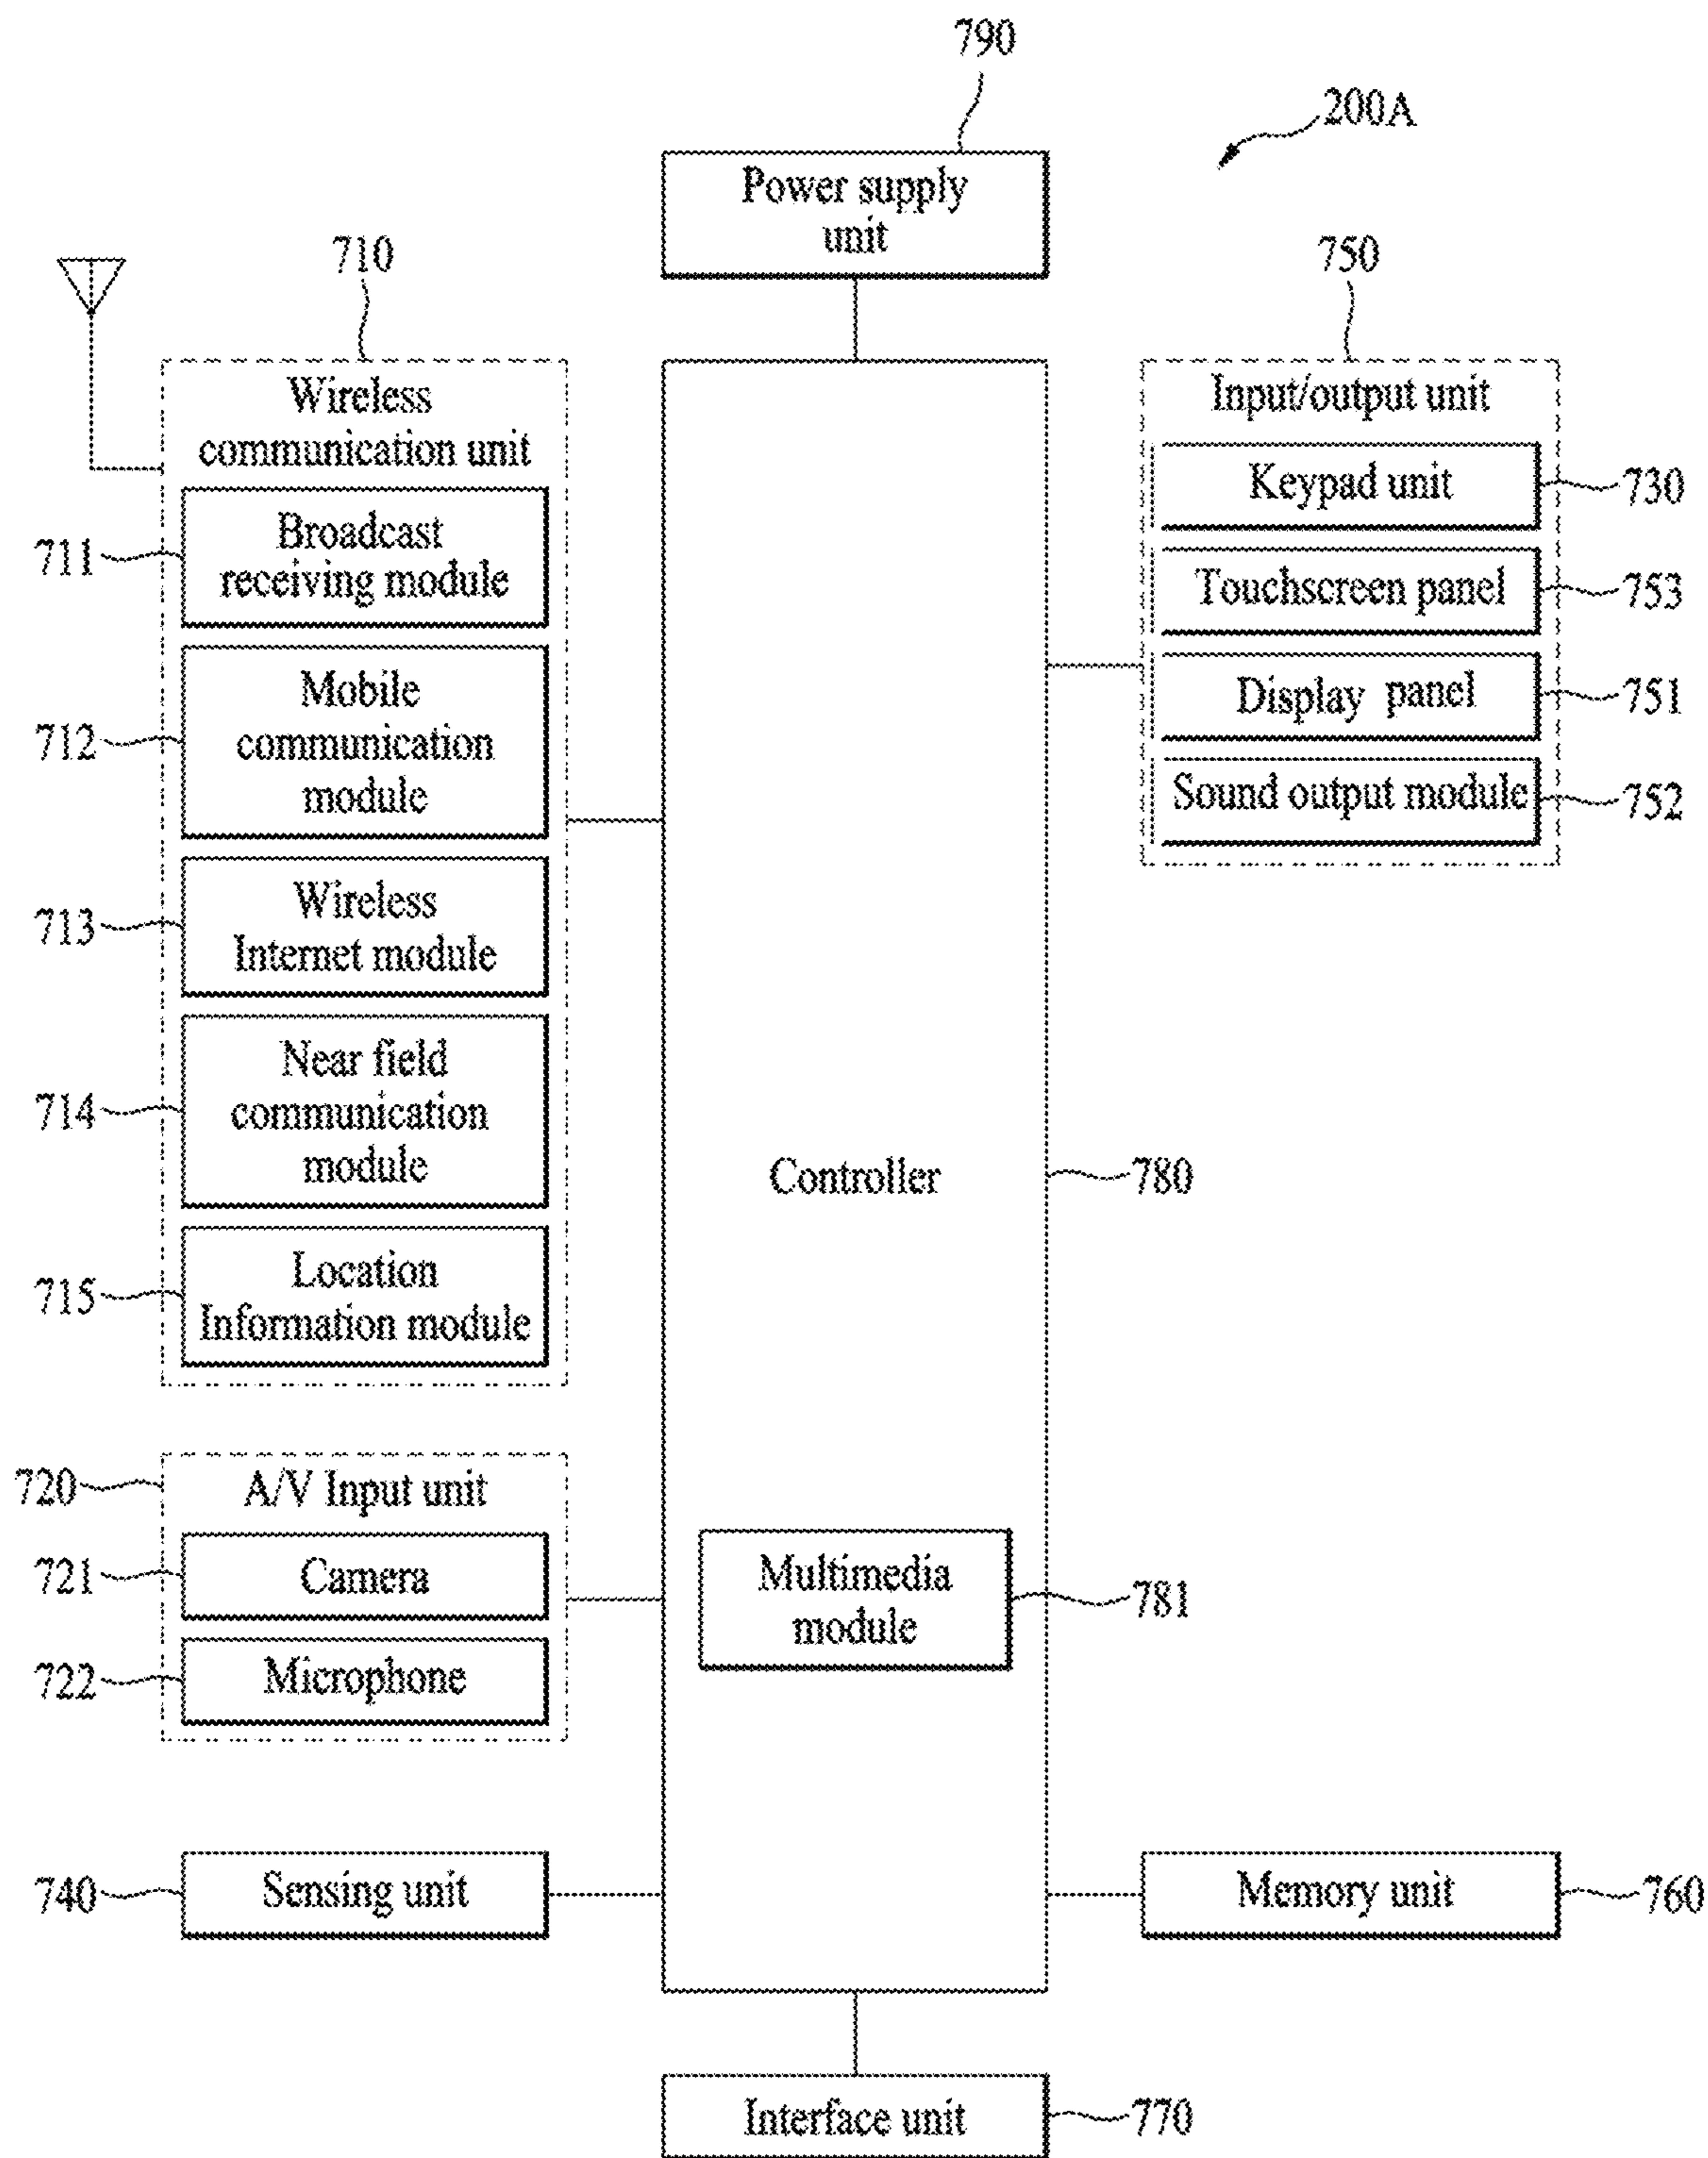 790
200A
Power supply
unit
710
750
Wireless
communication unit
711
Broadcast
receiving module
712
Mobile
communication
module
713
Wireless
Internet module
714
Near field
communication
module
715
Location
Information module
Input/output unit
Keypad unit
730
Touchscreen panel
753
Display panel
751
Sound output module
752
Controller
780
720
A/V Input unit
721
Camera
722
Microphone
Multimedia
module
781
740
Sensing unit
Memory unit
760
Interface unit
770